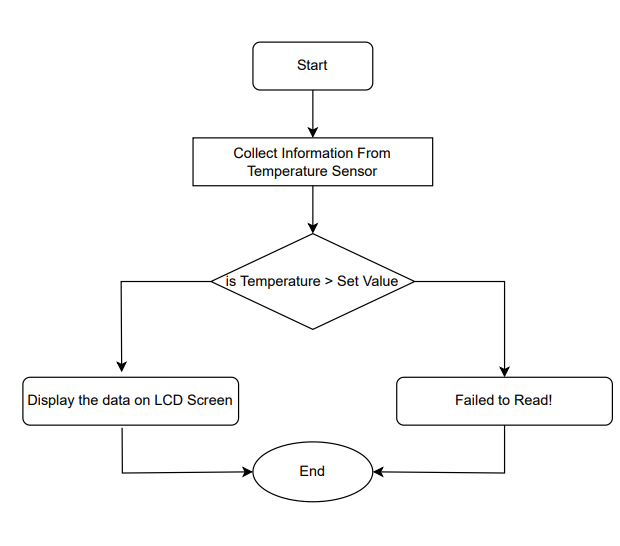 Start
Collect Information From
Temperature Sensor
is Temperature > Set Value
Display the data on LCD Screen
Failed to Read!
End